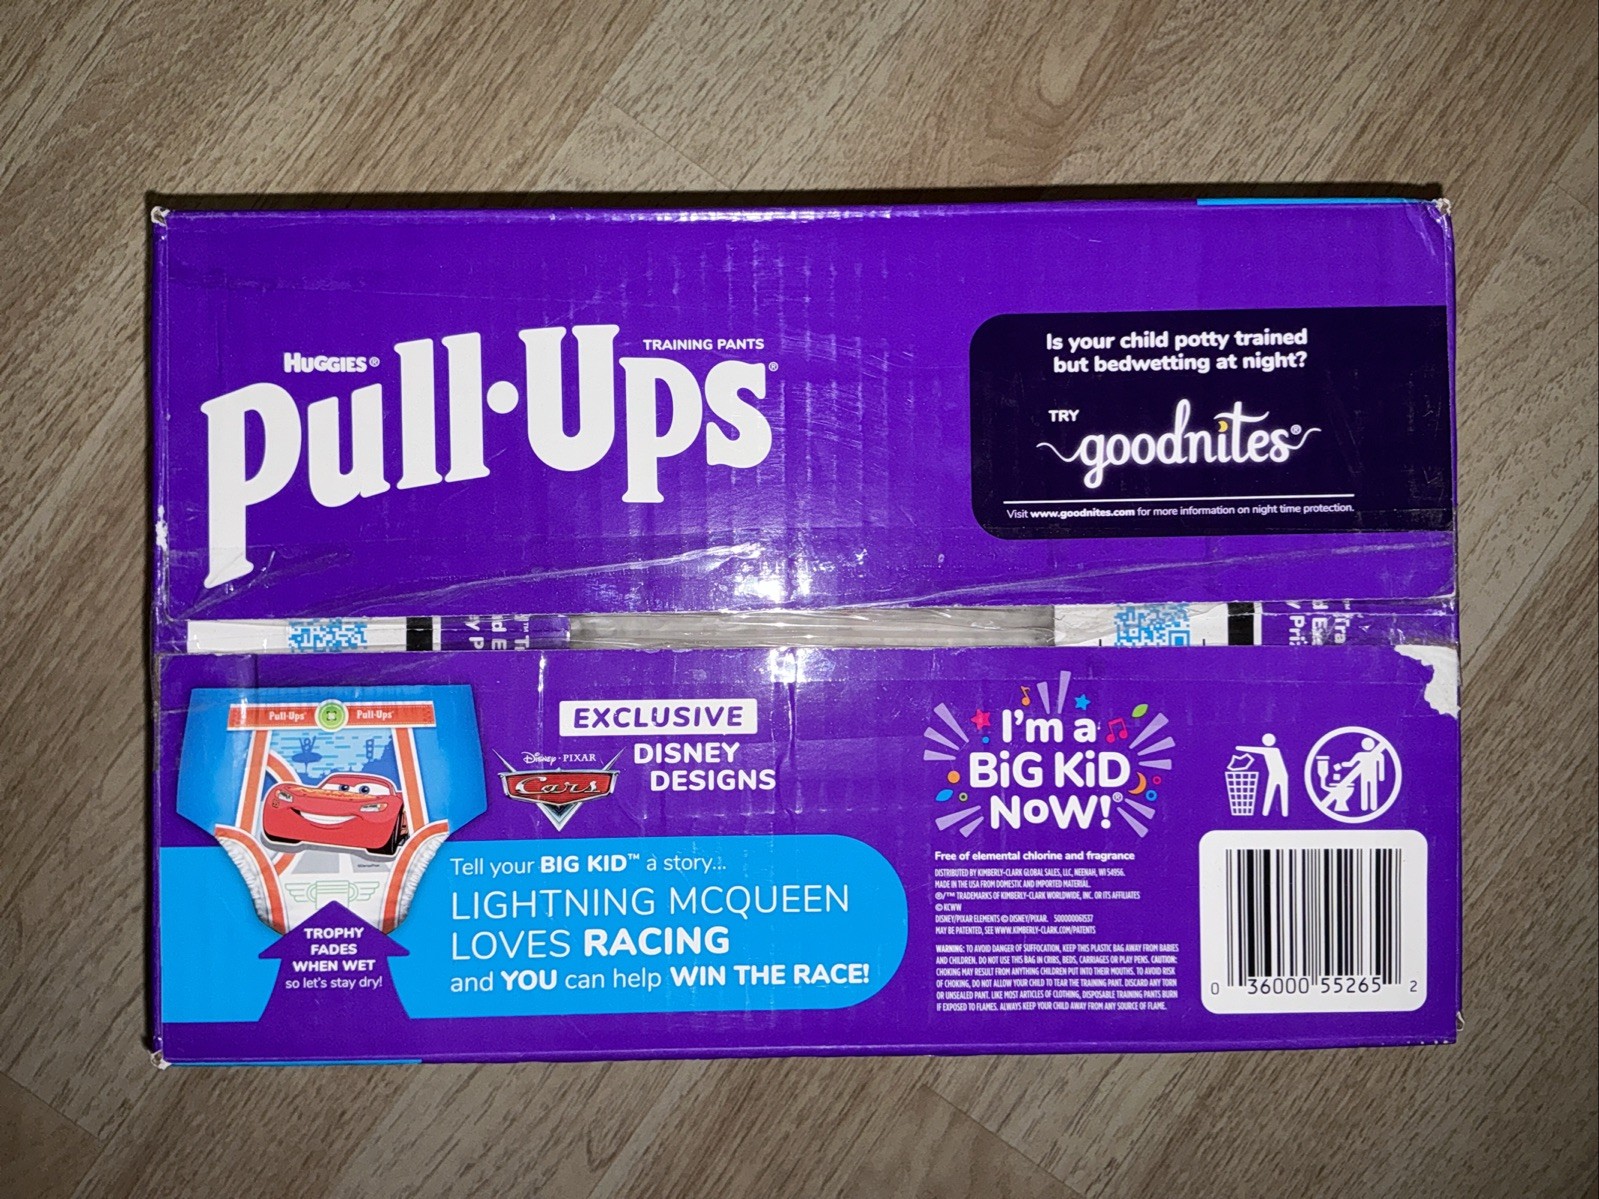 HUGGIES®
TRAINING PANTS
Pull·Ups®
Is your child potty trained
but bedwetting at night?
TRY
goodnites®
Visit www.goodnites.com for more information on night time protection.
Pull-Ups® Pull-Ups®
EXCLUSIVE
Disney · PIXAR
Cars
DISNEY
DESIGNS
Tell your BIG KID™ a story...
LIGHTNING MCQUEEN
LOVES RACING
and YOU can help WIN THE RACE!
TROPHY
FADES
WHEN WET
so let's stay dry!
I'm a
BiG KiD
NoW!®
Free of elemental chlorine and fragrance
DISTRIBUTED BY KIMBERLY-CLARK GLOBAL SALES, LLC, NEENAH, WI 54956.
MADE IN THE USA FROM DOMESTIC AND IMPORTED MATERIAL.
®/™ TRADEMARKS OF KIMBERLY-CLARK WORLDWIDE, INC. OR ITS AFFILIATES
© KCWW
DISNEY/PIXAR ELEMENTS © DISNEY/PIXAR. 500000061537
MAY BE PATENTED, SEE WWW.KIMBERLY-CLARK.COM/PATENTS
WARNING: TO AVOID DANGER OF SUFFOCATION, KEEP THIS PLASTIC BAG AWAY FROM BABIES
AND CHILDREN. DO NOT USE THIS BAG IN CRIBS, BEDS, CARRIAGES OR PLAY PENS. CAUTION:
CHOKING MAY RESULT FROM ANYTHING CHILDREN PUT INTO THEIR MOUTHS. TO AVOID RISK
OF CHOKING, DO NOT ALLOW YOUR CHILD TO TEAR THE TRAINING PANT. DISCARD ANY TORN
OR UNSEALED PANT. LIKE MOST ARTICLES OF CLOTHING, DISPOSABLE TRAINING PANTS BURN
IF EXPOSED TO FLAMES. ALWAYS KEEP YOUR CHILD AWAY FROM ANY SOURCE OF FLAME.
0 36000 55265 2